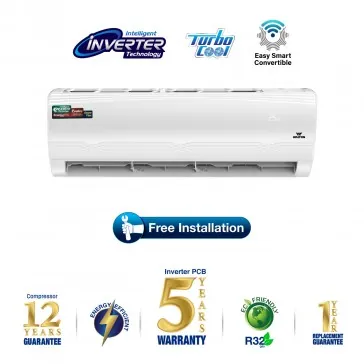 Intelligent
INVERTER
Technology
Turbo
Cool
Easy Smart
Convertible
WALTON
Free Installation
Compressor
12
YEARS
GUARANTEE
ENERGY EFFICIENT
Inverter PCB
5 YEARS
WARRANTY
ECO FRIENDLY
R32
1 YEAR
REPLACEMENT
GUARANTEE